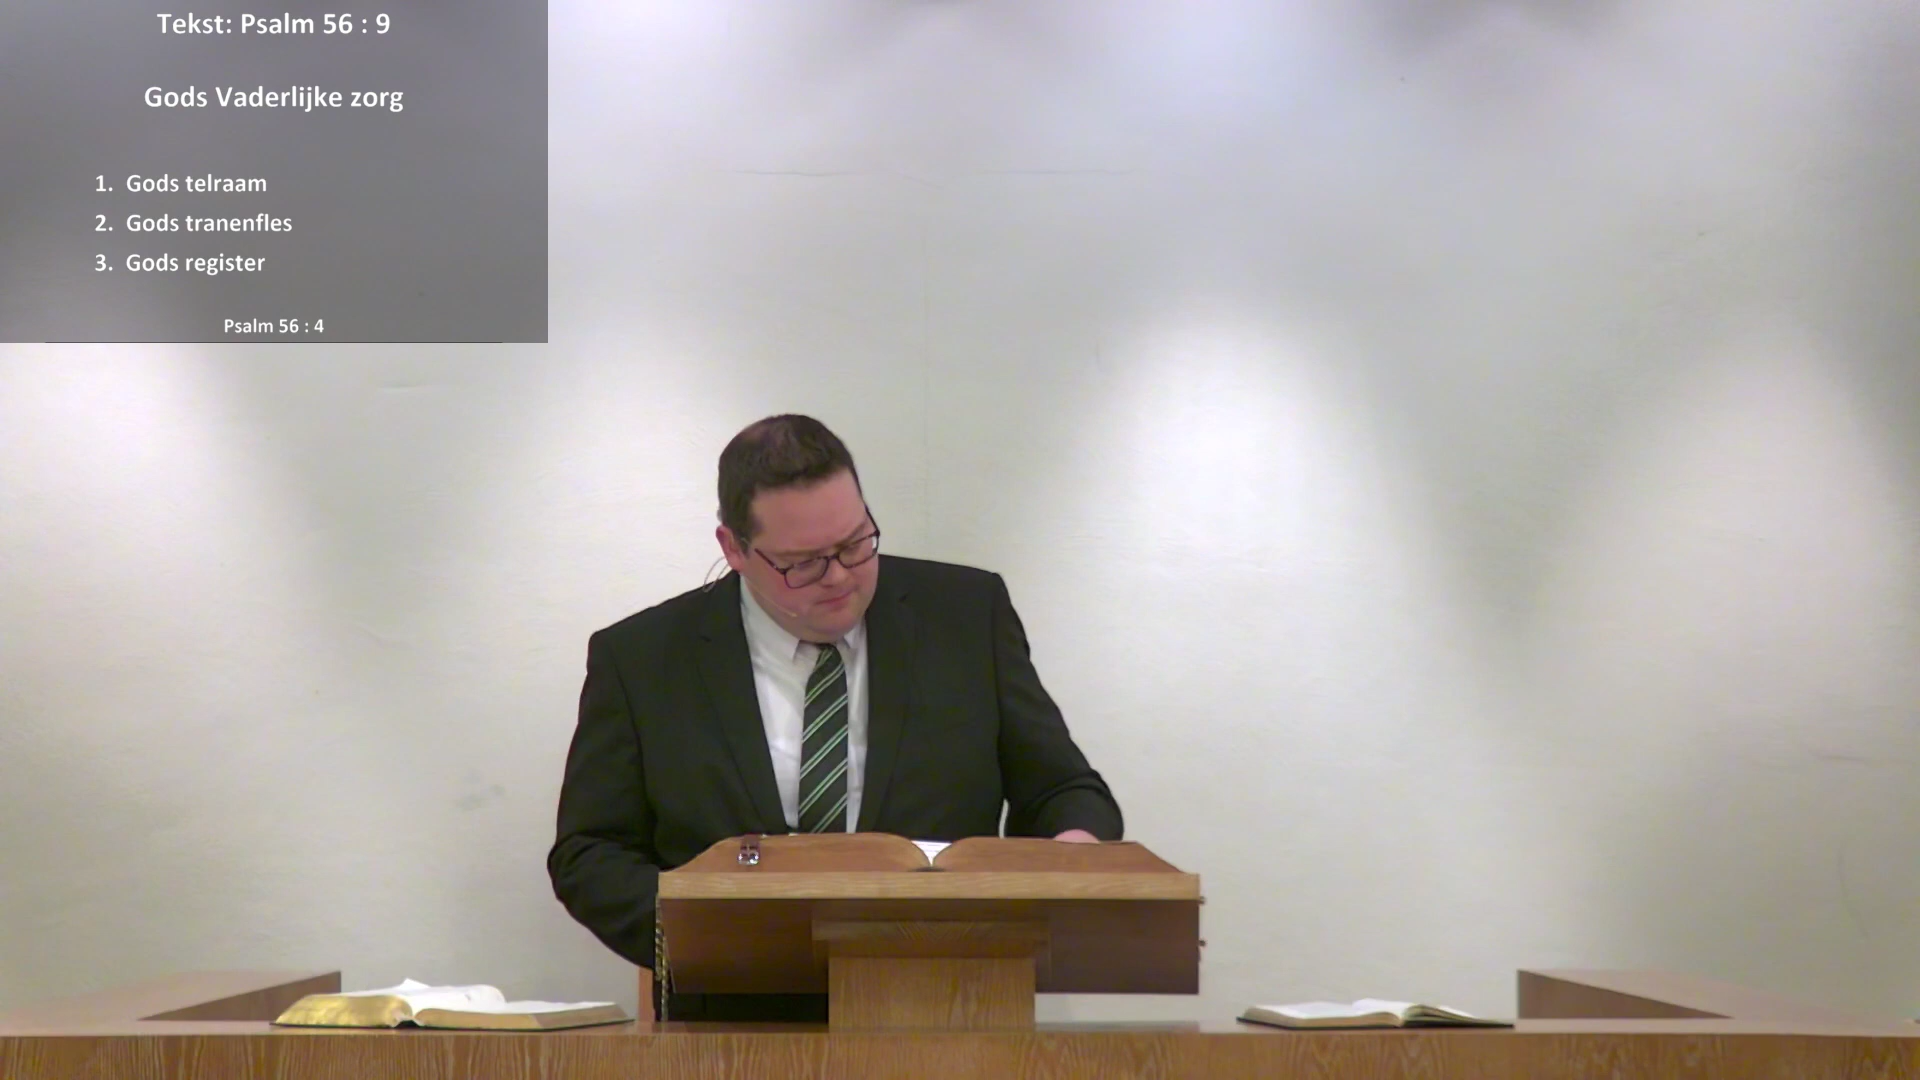 Tekst: Psalm 56 : 9
Gods Vaderlijke zorg
1. Gods telraam
2. Gods tranenfles
3. Gods register
Psalm 56 : 4